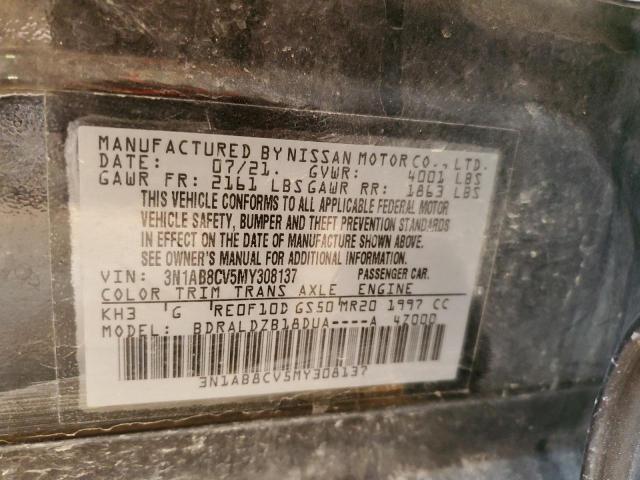 MANUFACTURED BY NISSAN MOTOR CO., LTD.
DATE: 07/21. GVWR: 4001 LBS
GAWR FR: 2161 LBS GAWR RR: 1863 LBS
THIS VEHICLE CONFORMS TO ALL APPLICABLE FEDERAL MOTOR
VEHICLE SAFETY, BUMPER AND THEFT PREVENTION STANDARDS
IN EFFECT ON THE DATE OF MANUFACTURE SHOWN ABOVE.
SEE OWNER'S MANUAL FOR ADDITIONAL INFORMATION.
VIN: 3N1AB8CV5MY308137 PASSENGER CAR.
COLOR TRIM TRANS AXLE ENGINE
KH3 G RE0F10D GS50 MR20 1997 CC
MODEL: BDRALDZB18DUA----A 47000
3N1AB8CV5MY308137